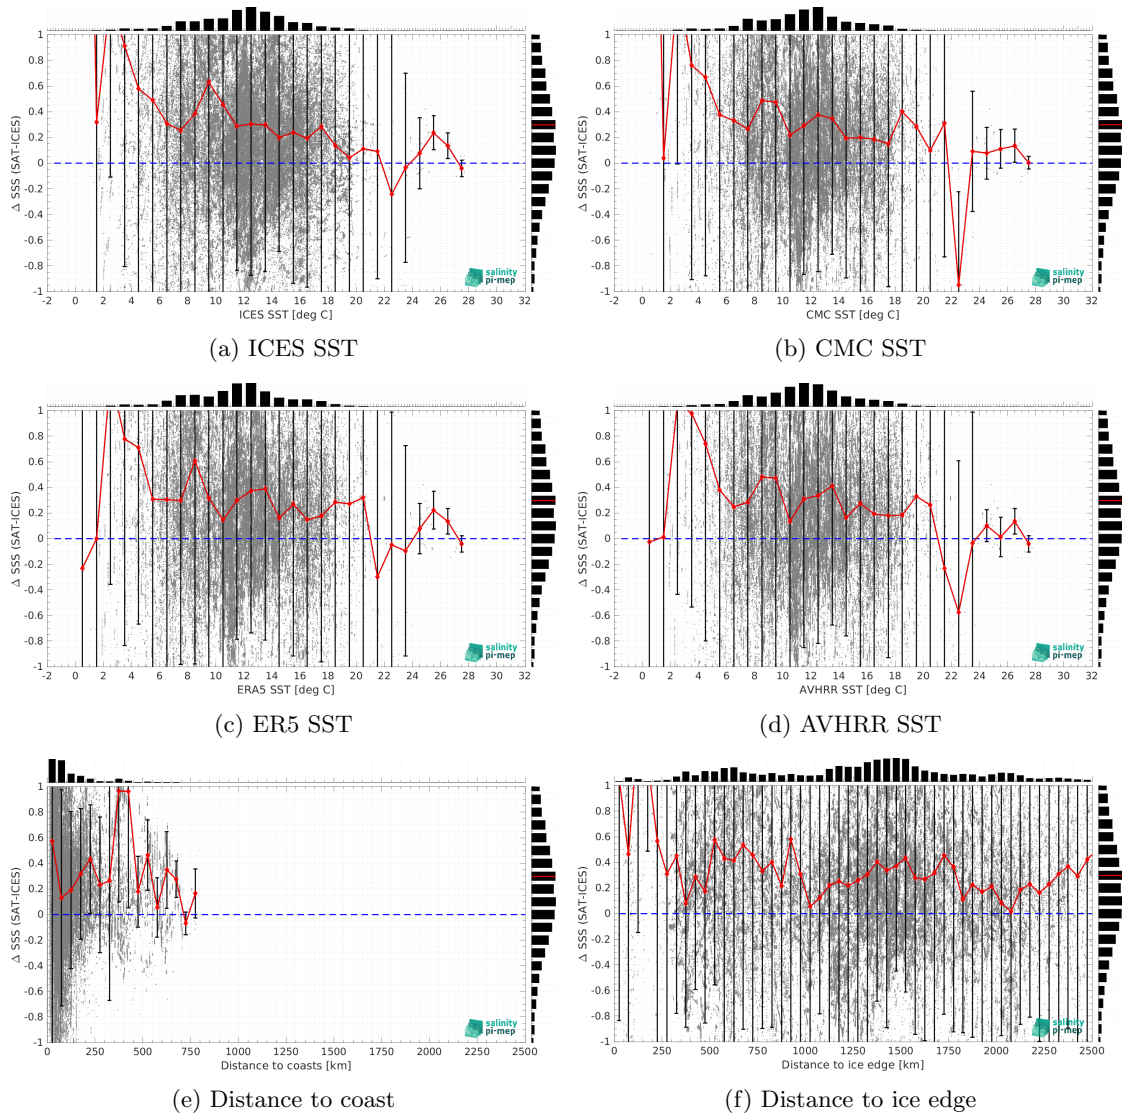 1
0.8
0.6
0.4
0.2
0
-0.2
-0.4
-0.6
-0.8
-1
Δ SSS (SAT-ICES)
salinity
pi-mep
-2 0 2 4 6 8 10 12 14 16 18 20 22 24 26 28 30 32
ICES SST [deg C]
(a) ICES SST
1
0.8
0.6
0.4
0.2
0
-0.2
-0.4
-0.6
-0.8
-1
Δ SSS (SAT-ICES)
salinity
pi-mep
-2 0 2 4 6 8 10 12 14 16 18 20 22 24 26 28 30 32
CMC SST [deg C]
(b) CMC SST
1
0.8
0.6
0.4
0.2
0
-0.2
-0.4
-0.6
-0.8
-1
Δ SSS (SAT-ICES)
salinity
pi-mep
-2 0 2 4 6 8 10 12 14 16 18 20 22 24 26 28 30 32
ERA5 SST [deg C]
(c) ER5 SST
1
0.8
0.6
0.4
0.2
0
-0.2
-0.4
-0.6
-0.8
-1
Δ SSS (SAT-ICES)
salinity
pi-mep
-2 0 2 4 6 8 10 12 14 16 18 20 22 24 26 28 30 32
AVHRR SST [deg C]
(d) AVHRR SST
1
0.8
0.6
0.4
0.2
0
-0.2
-0.4
-0.6
-0.8
-1
Δ SSS (SAT-ICES)
salinity
pi-mep
0 250 500 750 1000 1250 1500 1750 2000 2250 2500
Distance to coasts [km]
(e) Distance to coast
1
0.8
0.6
0.4
0.2
0
-0.2
-0.4
-0.6
-0.8
-1
Δ SSS (SAT-ICES)
salinity
pi-mep
0 250 500 750 1000 1250 1500 1750 2000 2250 2500
Distance to ice edge [km]
(f) Distance to ice edge